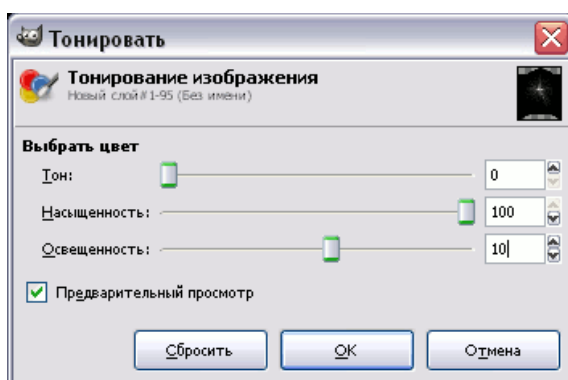 Тонировать
Тонирование изображения
Новый слой#1-95 (Без имени)
Выбрать цвет
Тон: 0
Насыщенность: 100
Освещенность: 10
Предварительный просмотр
Сбросить OK Отмена